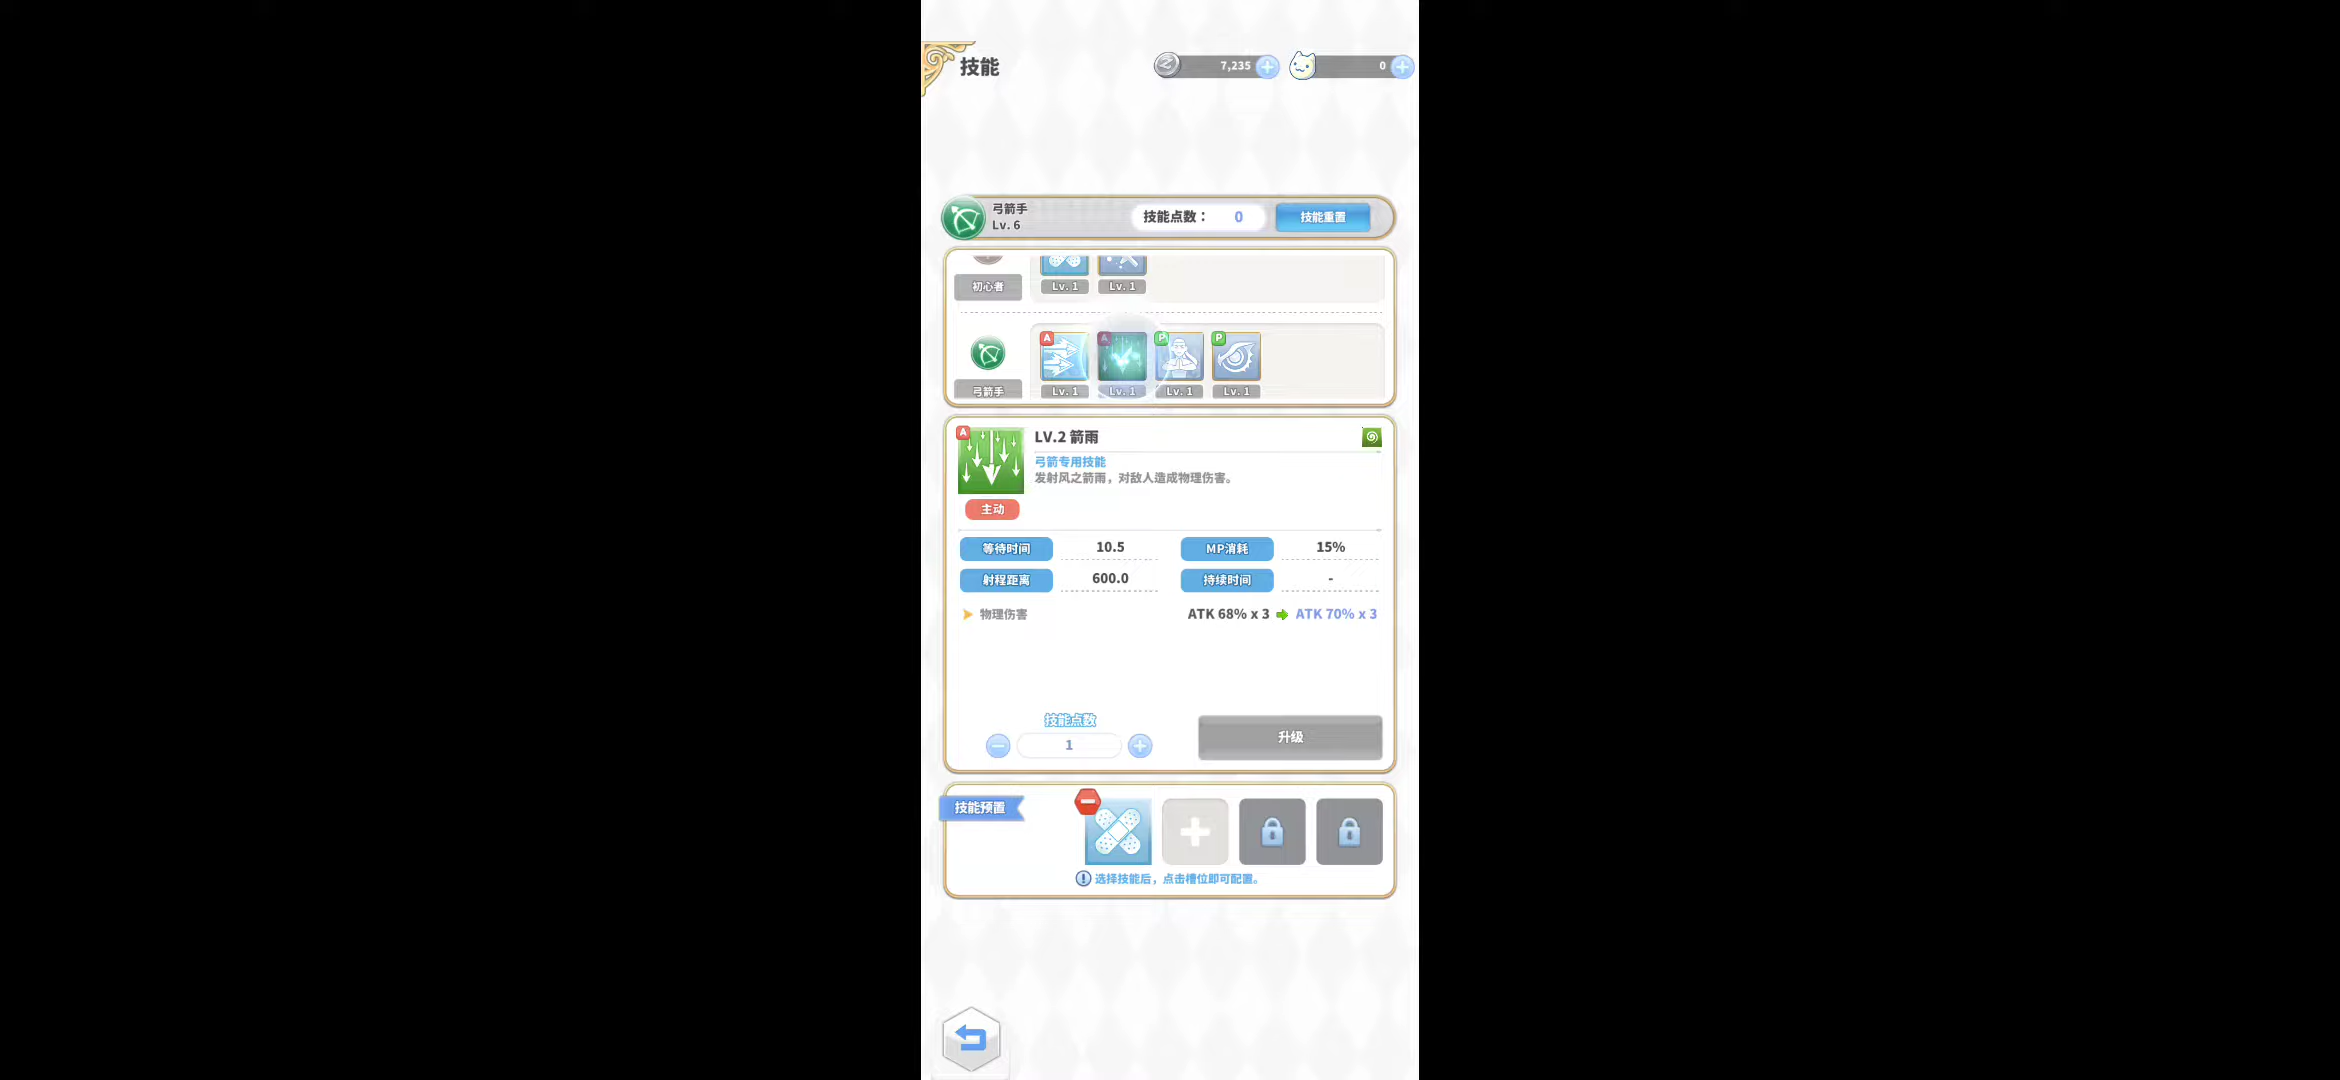 技能
7,235
0
弓箭手
Lv. 6
技能点数： 0
技能重置
初心者
Lv. 1
Lv. 1
A
A
P
P
弓箭手
Lv. 1
Lv. 1
Lv. 1
Lv. 1
A
LV.2 箭雨
弓箭专用技能
发射风之箭雨，对敌人造成物理伤害。
主动
等待时间 10.5 MP消耗 15%
射程距离 600.0 持续时间 -
物理伤害 ATK 68% x 3 ATK 70% x 3
技能点数
1
升级
技能预置
选择技能后，点击槽位即可配置。